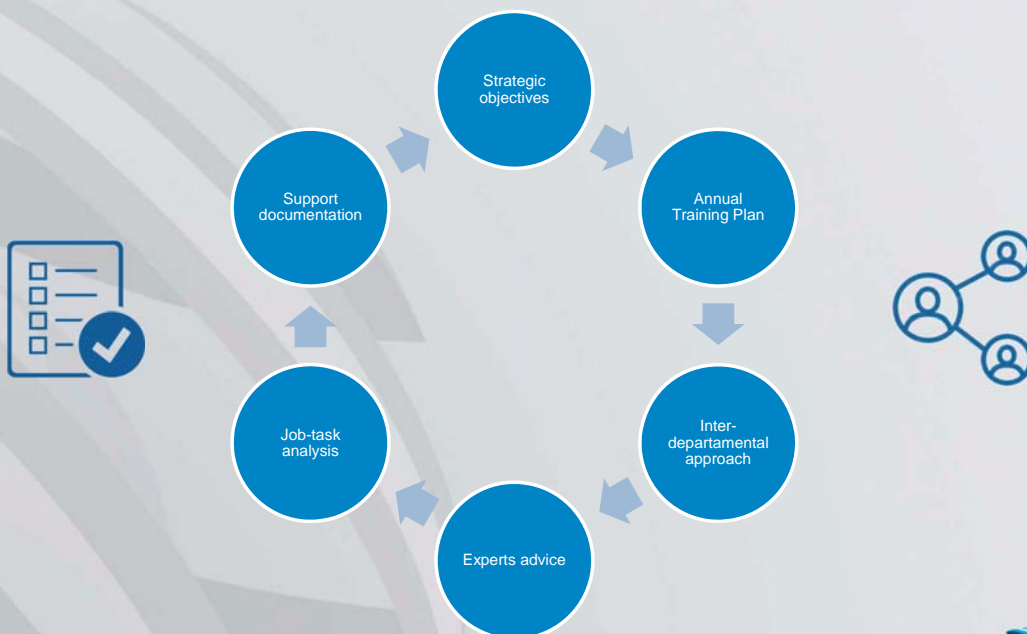 Strategic
objectives
Annual
Training Plan
Inter-
departamental
approach
Experts advice
Job-task
analysis
Support
documentation